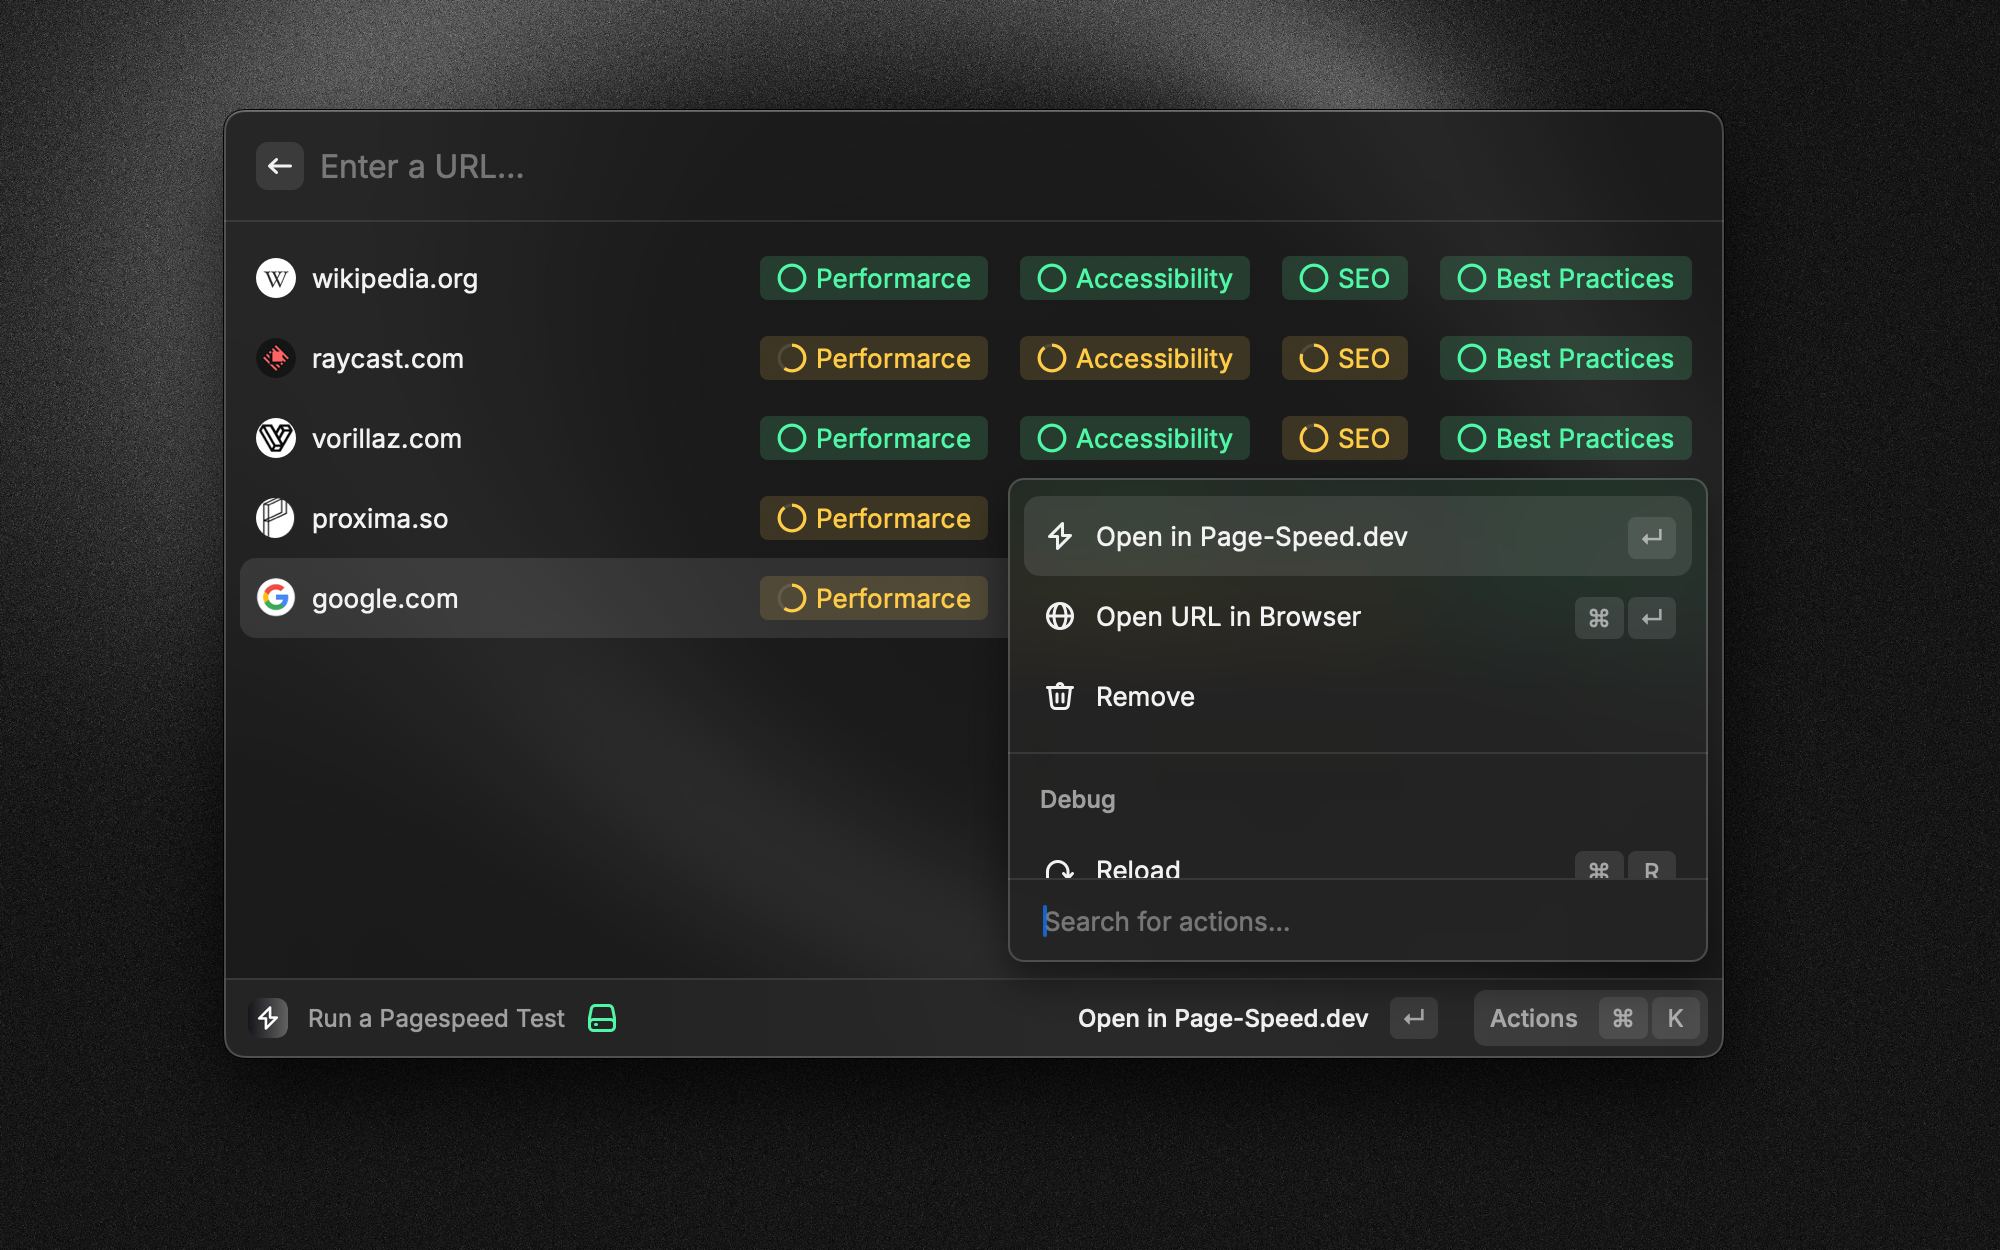 Enter a URL...
W wikipedia.org Performarce Accessibility SEO Best Practices
raycast.com Performarce Accessibility SEO Best Practices
vorillaz.com Performarce Accessibility SEO Best Practices
proxima.so Performarce
google.com Performarce
Open in Page-Speed.dev ↵
Open URL in Browser ⌘ ↵
Remove
Debug
Reload ⌘ R
Search for actions...
Run a Pagespeed Test
Open in Page-Speed.dev ↵ Actions ⌘ K